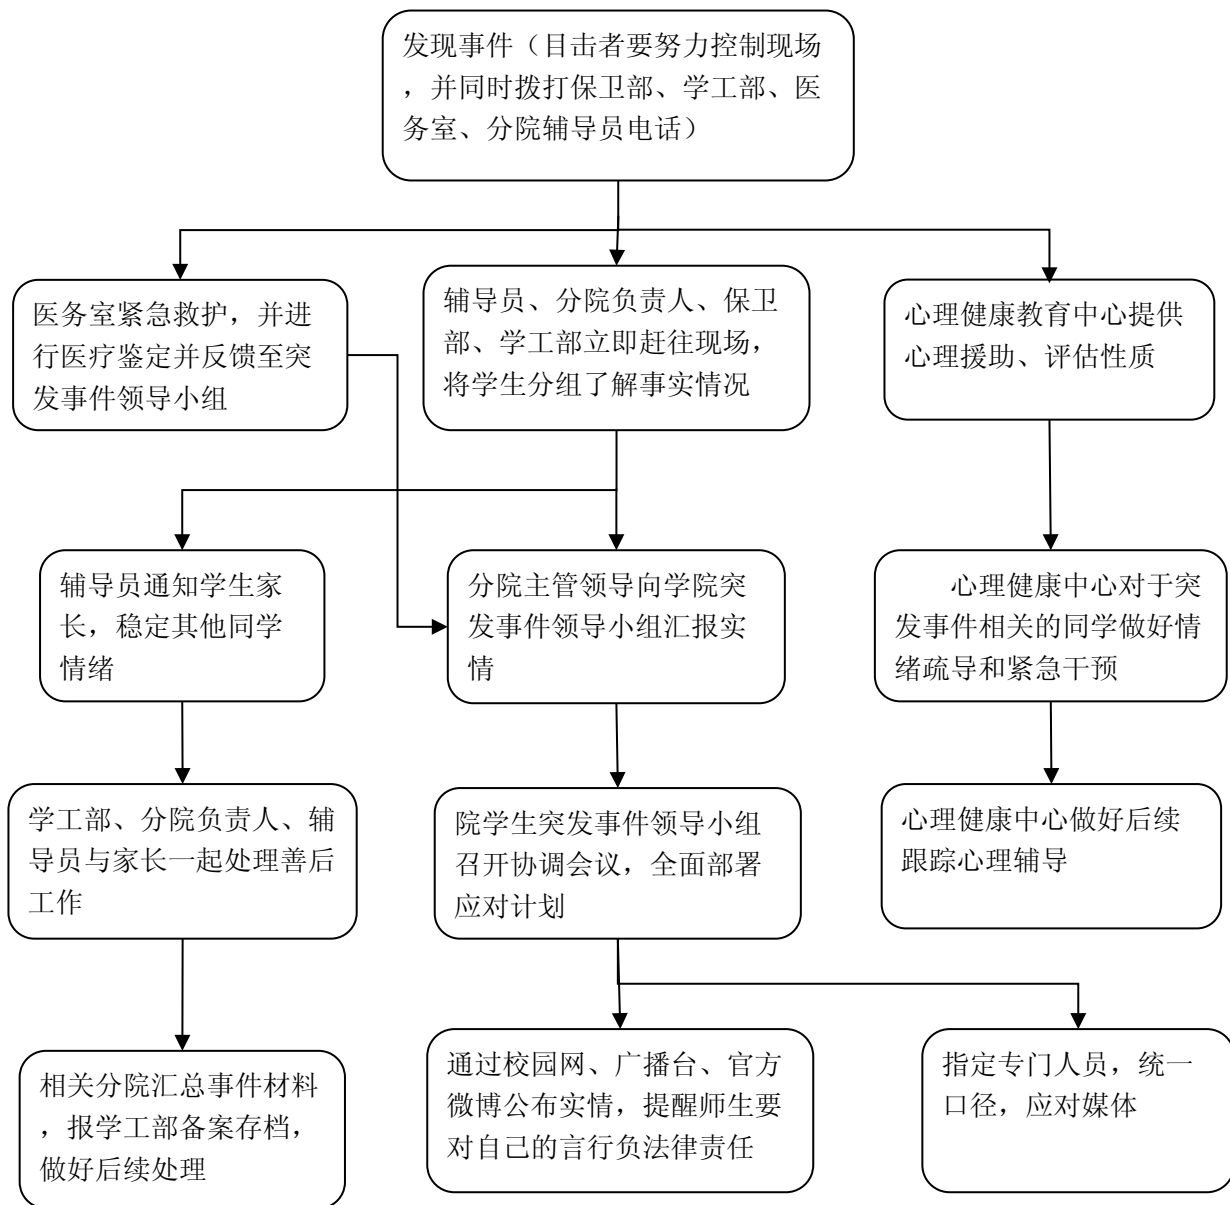 发现事件（目击者要努力控制现场
，并同时拨打保卫部、学工部、医
务室、分院辅导员电话）
医务室紧急救护，并进
行医疗鉴定并反馈至突
发事件领导小组
辅导员、分院负责人、保卫
部、学工部立即赶往现场，
将学生分组了解事实情况
心理健康教育中心提供
心理援助、评估性质
辅导员通知学生家
长，稳定其他同学
情绪
分院主管领导向学院突
发事件领导小组汇报实
情
心理健康中心对于突
发事件相关的同学做好情
绪疏导和紧急干预
学工部、分院负责人、辅
导员与家长一起处理善后
工作
院学生突发事件领导小组
召开协调会议，全面部署
应对计划
心理健康中心做好后续
跟踪心理辅导
相关分院汇总事件材料
，报学工部备案存档，
做好后续处理
通过校园网、广播台、官方
微博公布实情，提醒师生要
对自己的言行负法律责任
指定专门人员，统一
口径，应对媒体